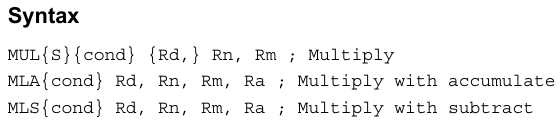 Syntax
MUL{S}{cond} {Rd,} Rn, Rm ; Multiply
MLA{cond} Rd, Rn, Rm, Ra ; Multiply with accumulate
MLS{cond} Rd, Rn, Rm, Ra ; Multiply with subtract